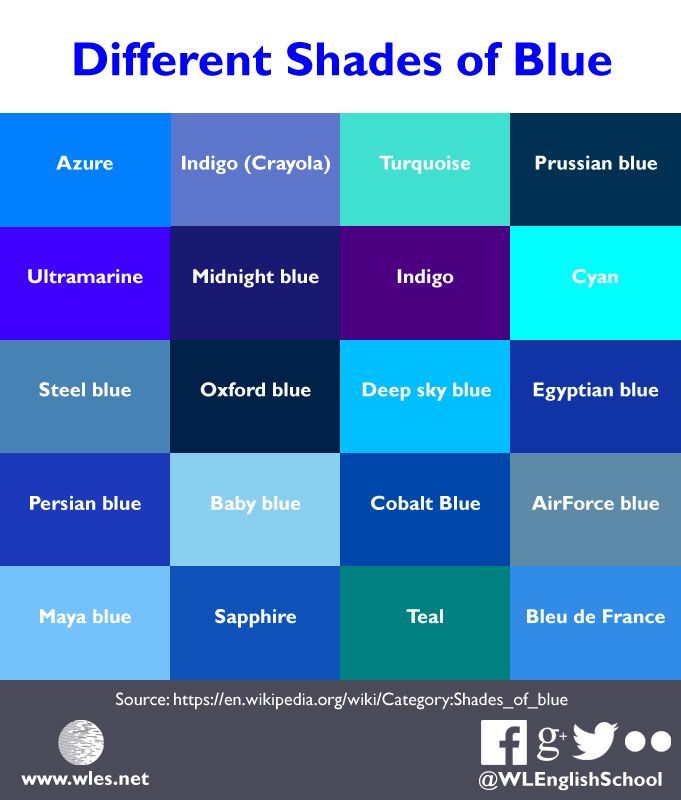 Different Shades of Blue
Azure Indigo (Crayola) Turquoise Prussian blue
Ultramarine Midnight blue Indigo Cyan
Steel blue Oxford blue Deep sky blue Egyptian blue
Persian blue Baby blue Cobalt Blue AirForce blue
Maya blue Sapphire Teal Bleu de France
Source: https://en.wikipedia.org/wiki/Category:Shades_of_blue
f g+
www.wles.net @WLEnglishSchool